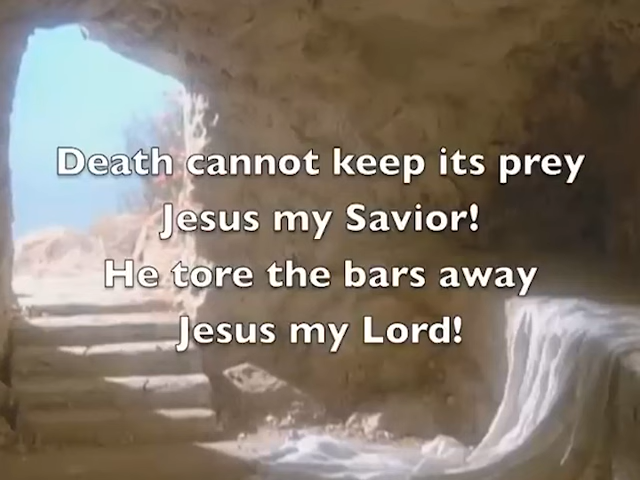 Death cannot keep its prey
Jesus my Savior!
He tore the bars away
Jesus my Lord!